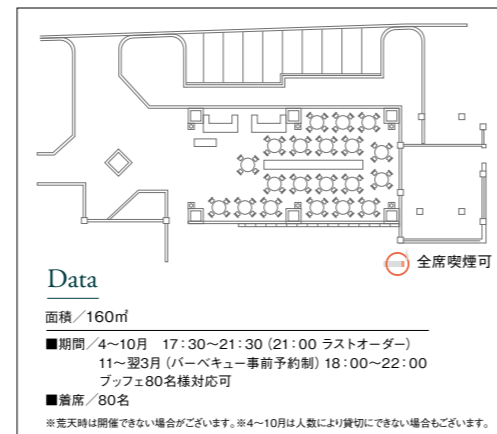 全席喫煙可
Data
面積／160㎡
■期間／4〜10月　17：30〜21：30（21：00 ラストオーダー）
11〜翌3月（バーベキュー事前予約制）18：00〜22：00
ブッフェ80名様対応可
■着席／80名
※荒天時は開催できない場合がございます。※4〜10月は人数により貸切にできない場合もございます。